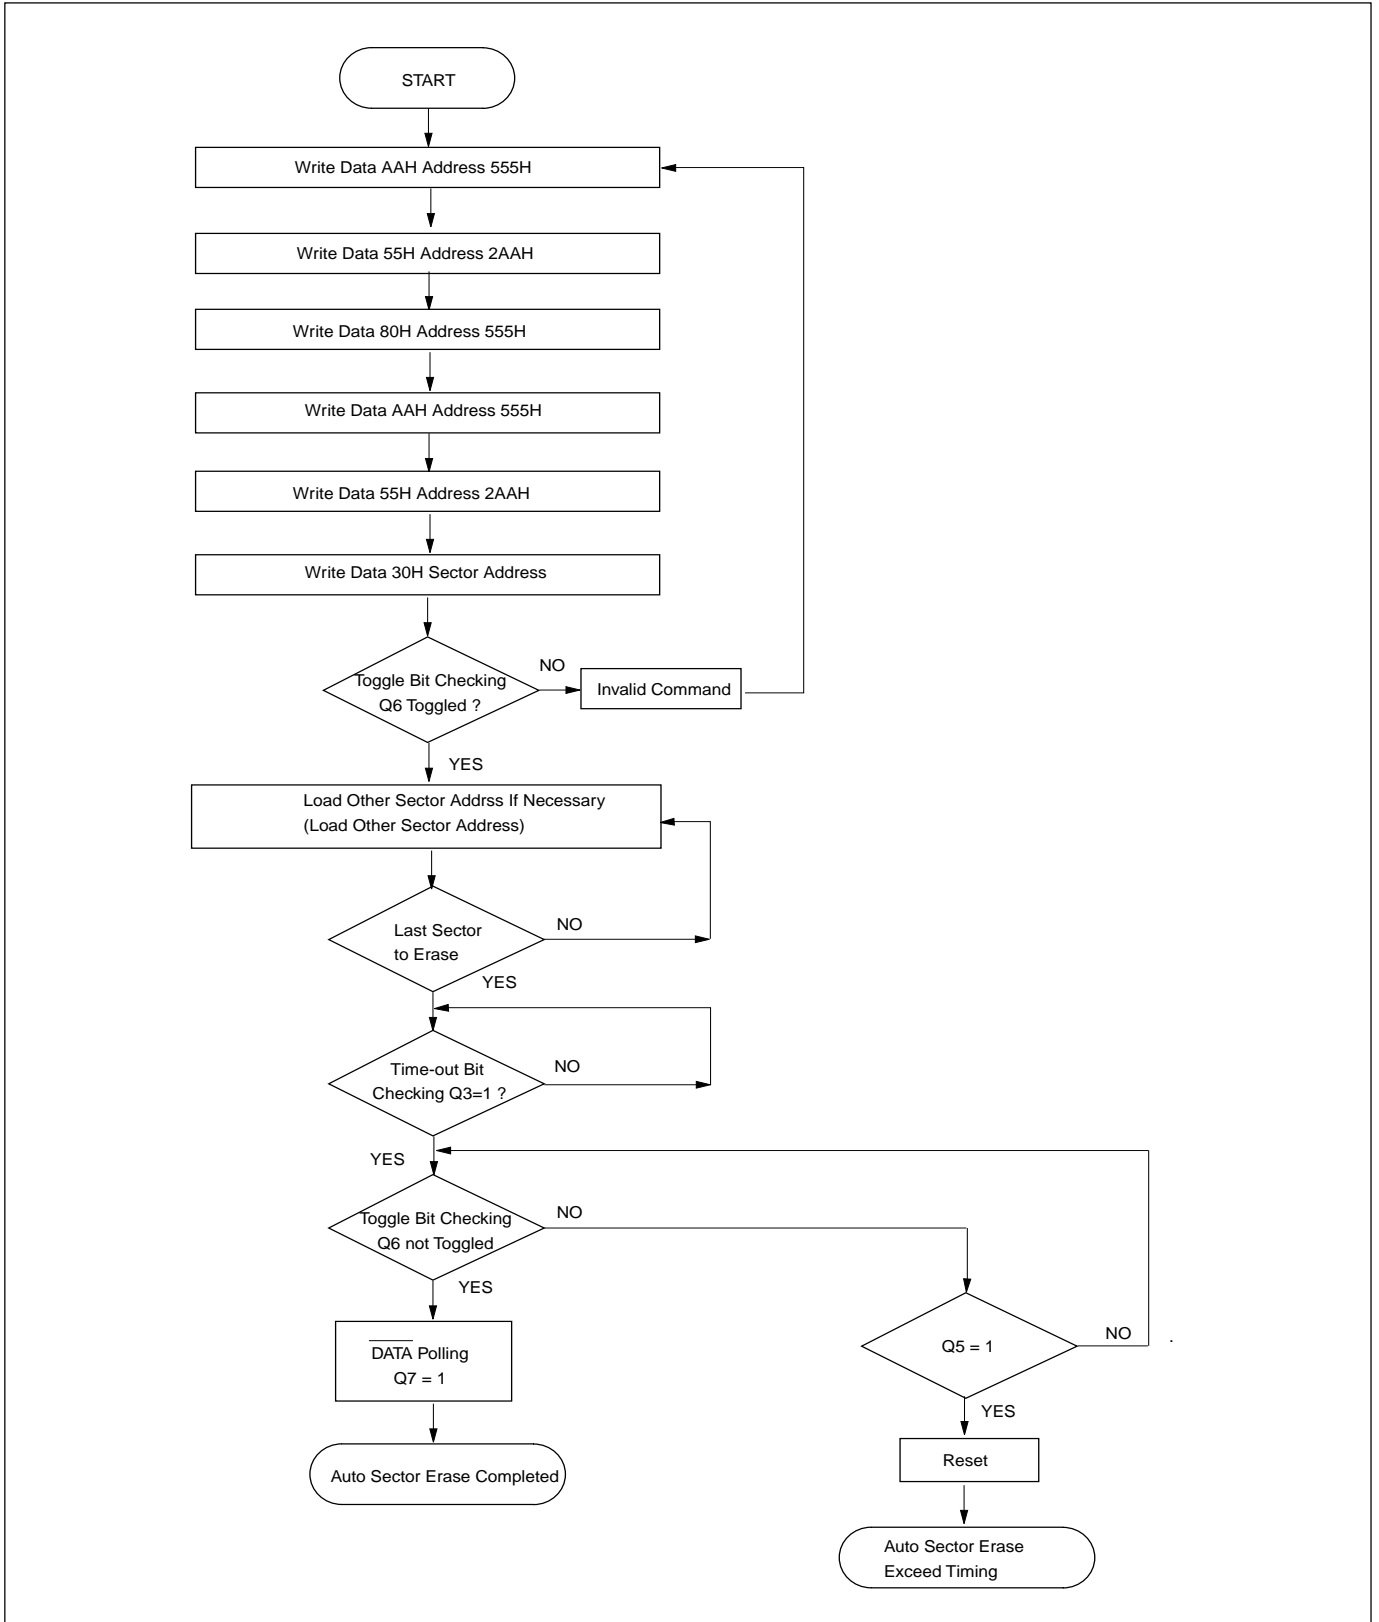 START
Write Data AAH Address 555H
Write Data 55H Address 2AAH
Write Data 80H Address 555H
Write Data AAH Address 555H
Write Data 55H Address 2AAH
Write Data 30H Sector Address
Toggle Bit Checking
Q6 Toggled ?
NO
Invalid Command
YES
Load Other Sector Addrss If Necessary
(Load Other Sector Address)
Last Sector
to Erase
NO
YES
Time-out Bit
Checking Q3=1 ?
NO
YES
Toggle Bit Checking
Q6 not Toggled
NO
YES
DATA Polling
Q7 = 1
Q5 = 1
NO
.
YES
Auto Sector Erase Completed
Reset
Auto Sector Erase
Exceed Timing